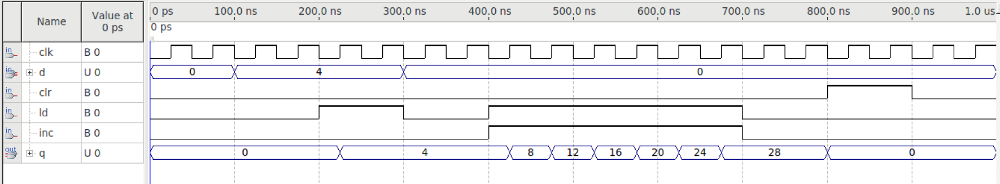 Name Value at 0 ps
0 ps 100.0 ns 200.0 ns 300.0 ns 400.0 ns 500.0 ns 600.0 ns 700.0 ns 800.0 ns 900.0 ns 1.0 us
0 ps
in clk B 0
in d U 0 0 4 0
in clr B 0
in ld B 0
in inc B 0
out q U 0 0 4 8 12 16 20 24 28 0